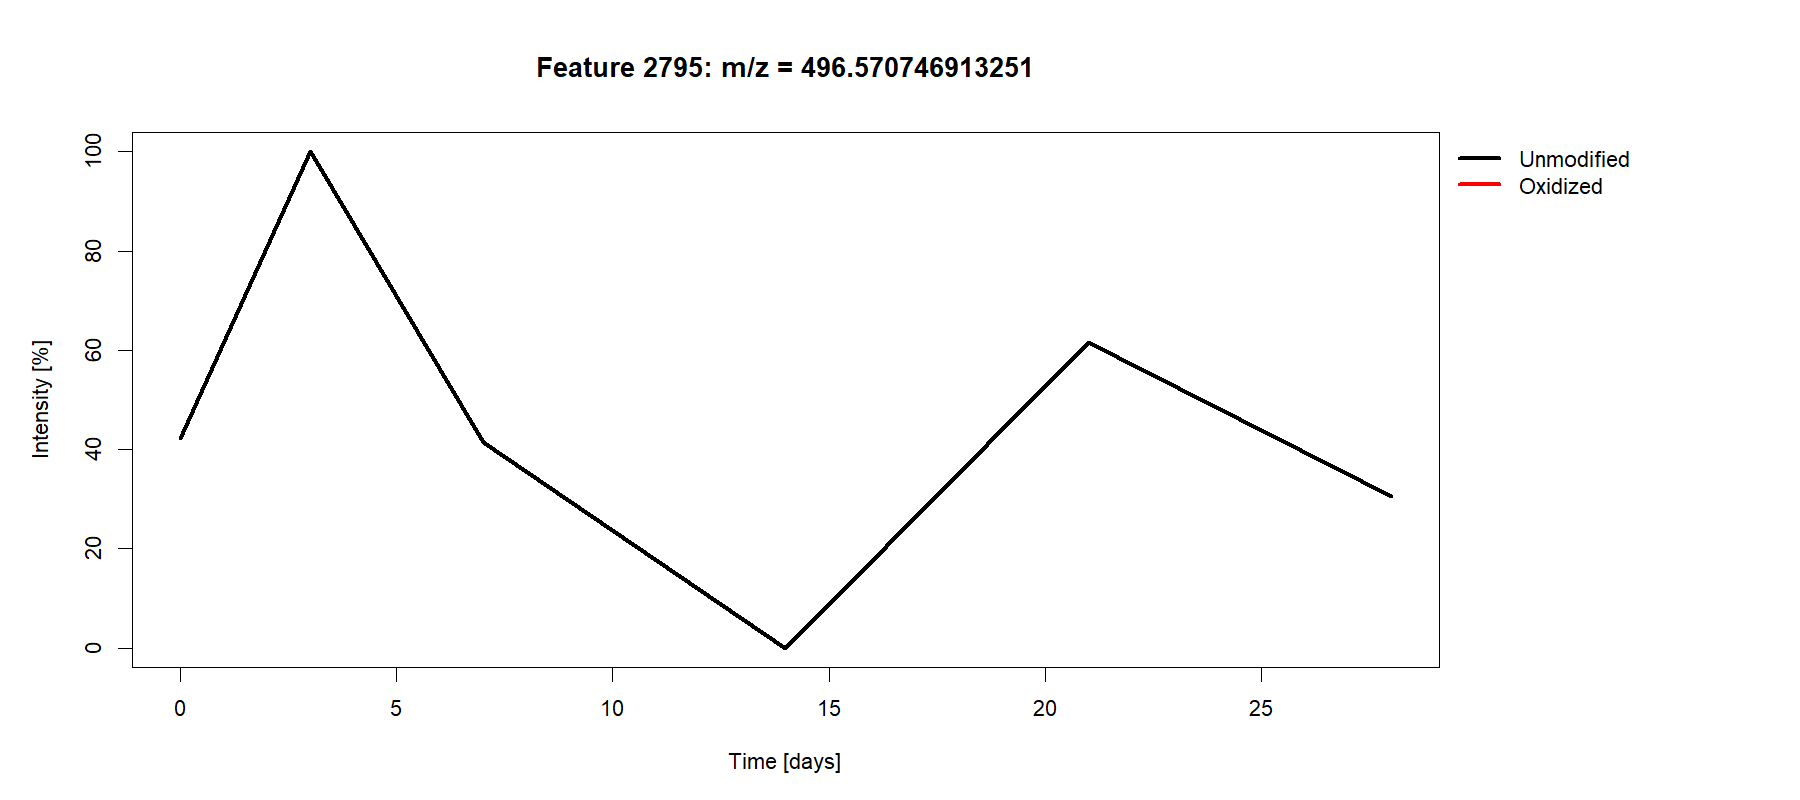 Feature 2795: m/z = 496.570746913251
Unmodified
Oxidized
Intensity [%]
100
80
60
40
20
0
0 5 10 15 20 25
Time [days]